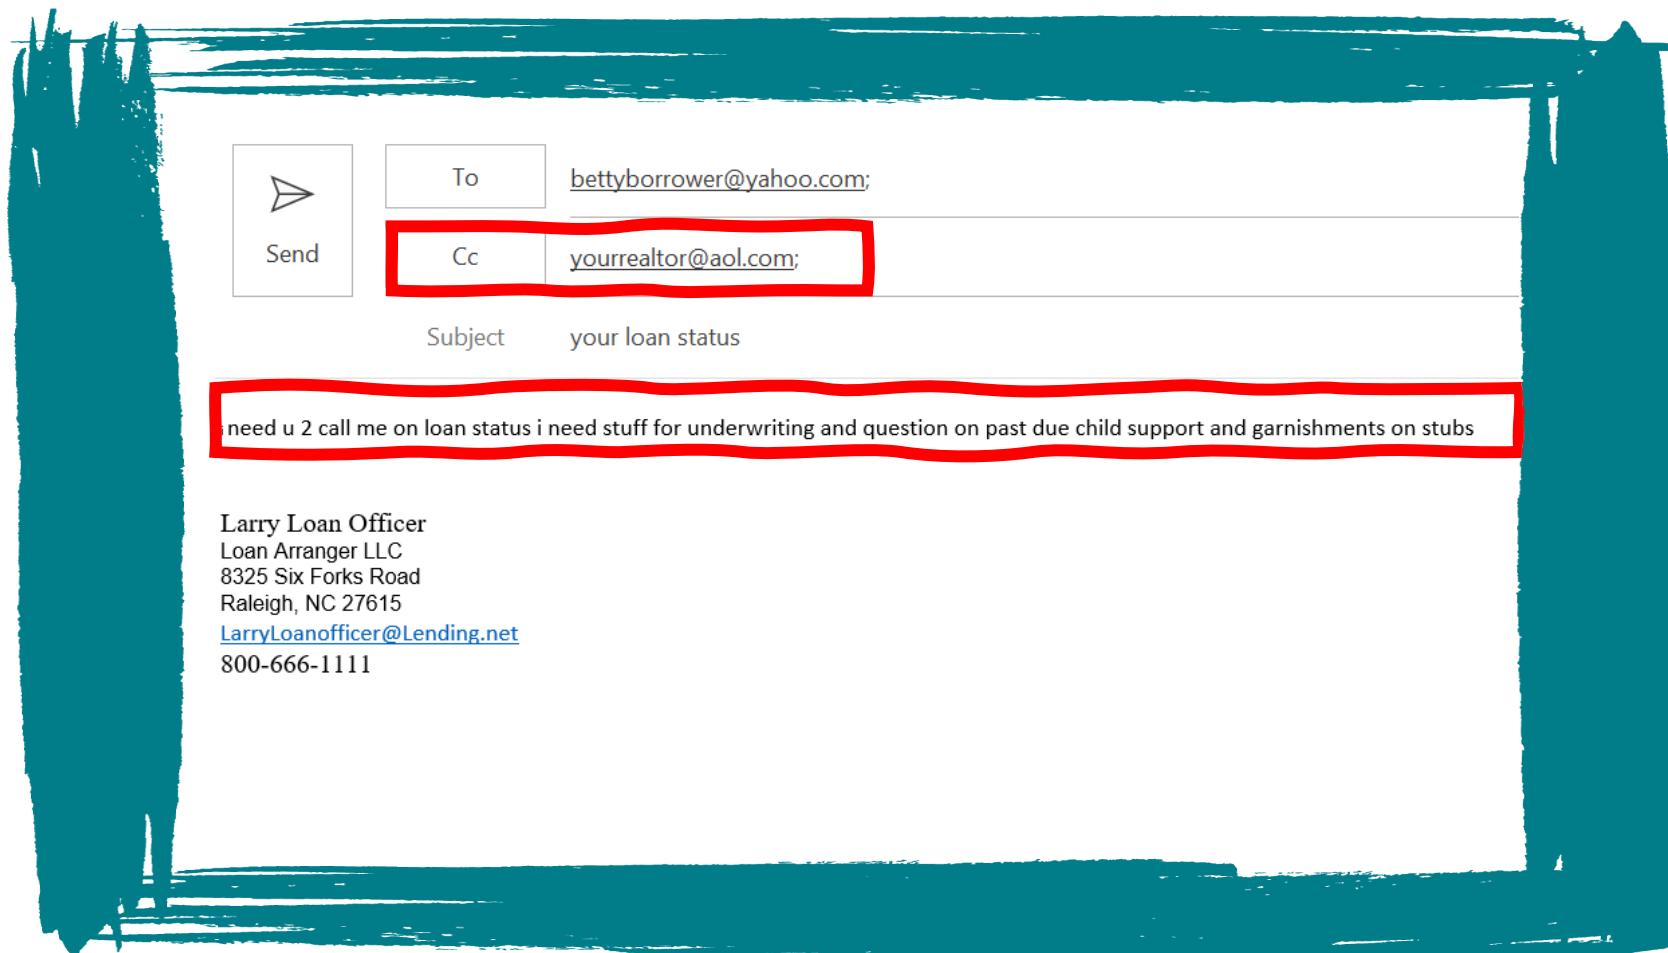 To
bettyborrower@yahoo.com;
Send
Cc
yourrealtor@aol.com;
Subject
your loan status
need u 2 call me on loan status i need stuff for underwriting and question on past due child support and garnishments on stubs
Larry Loan Officer
Loan Arranger LLC
8325 Six Forks Road
Raleigh, NC 27615
LarryLoanofficer@Lending.net
800-666-1111